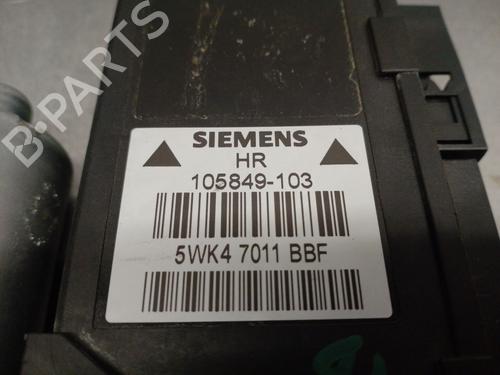 B-PARTS
SIEMENS
HR
105849-103
5WK4 7011 BBF